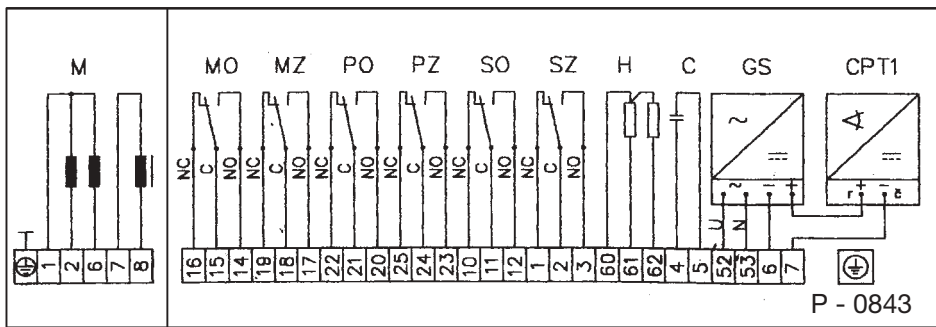 M MO MZ PO PZ SO SZ H C GS CPT1
NC C NO NC C NO NC C NO NC C NO NC C NO NC C NO
~ − +
r + − č
U N
1 2 6 7 8 16 15 14 19 18 17 22 21 20 25 24 23 10 11 12 1 2 3 60 61 62 4 5 52 53 6 7
P - 0843